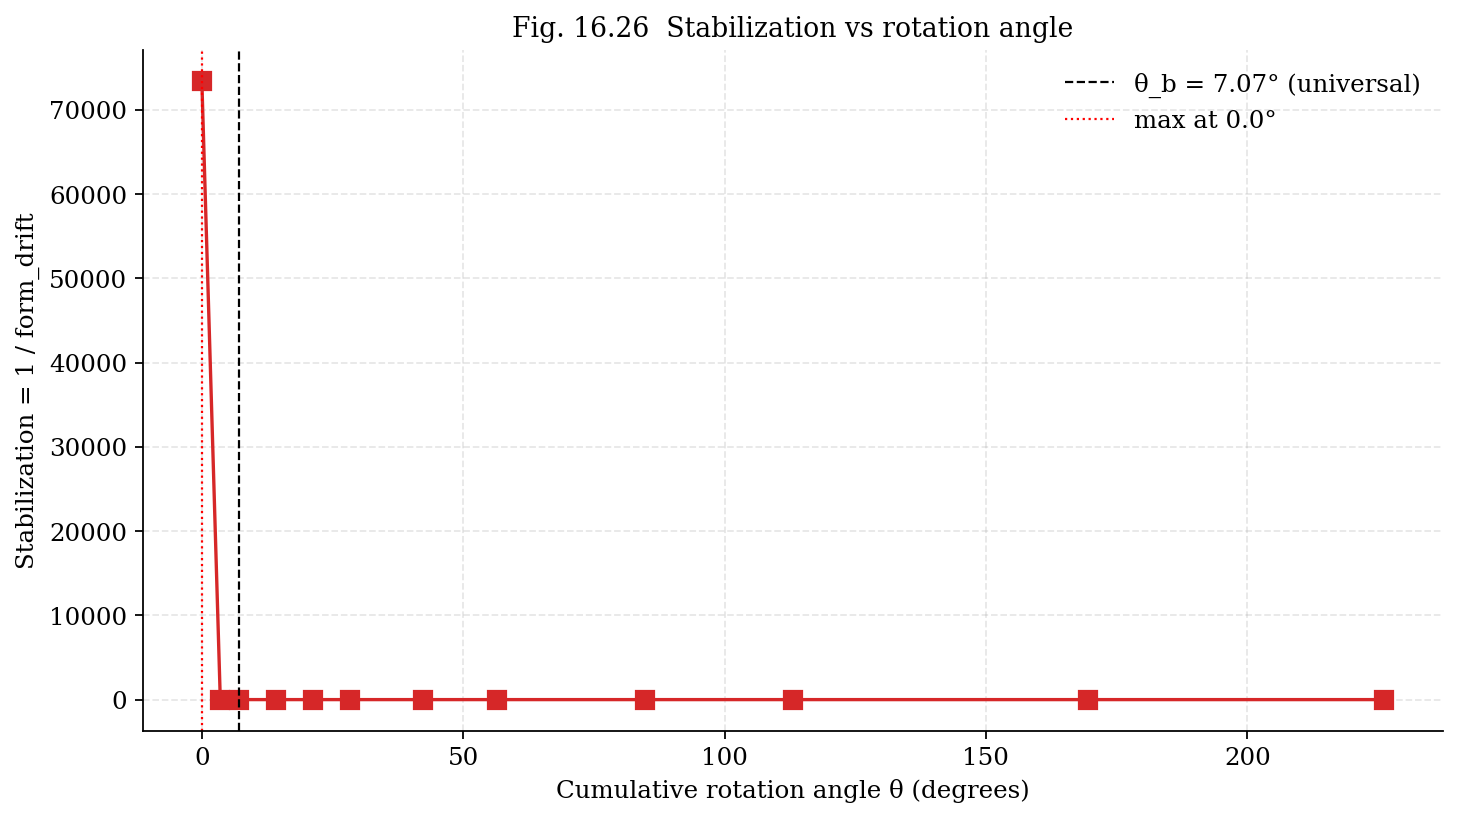 Fig. 16.26  Stabilization vs rotation angle
θ_b = 7.07° (universal)
max at 0.0°
Stabilization = 1 / form_drift
70000
60000
50000
40000
30000
20000
10000
0
0 50 100 150 200
Cumulative rotation angle θ (degrees)